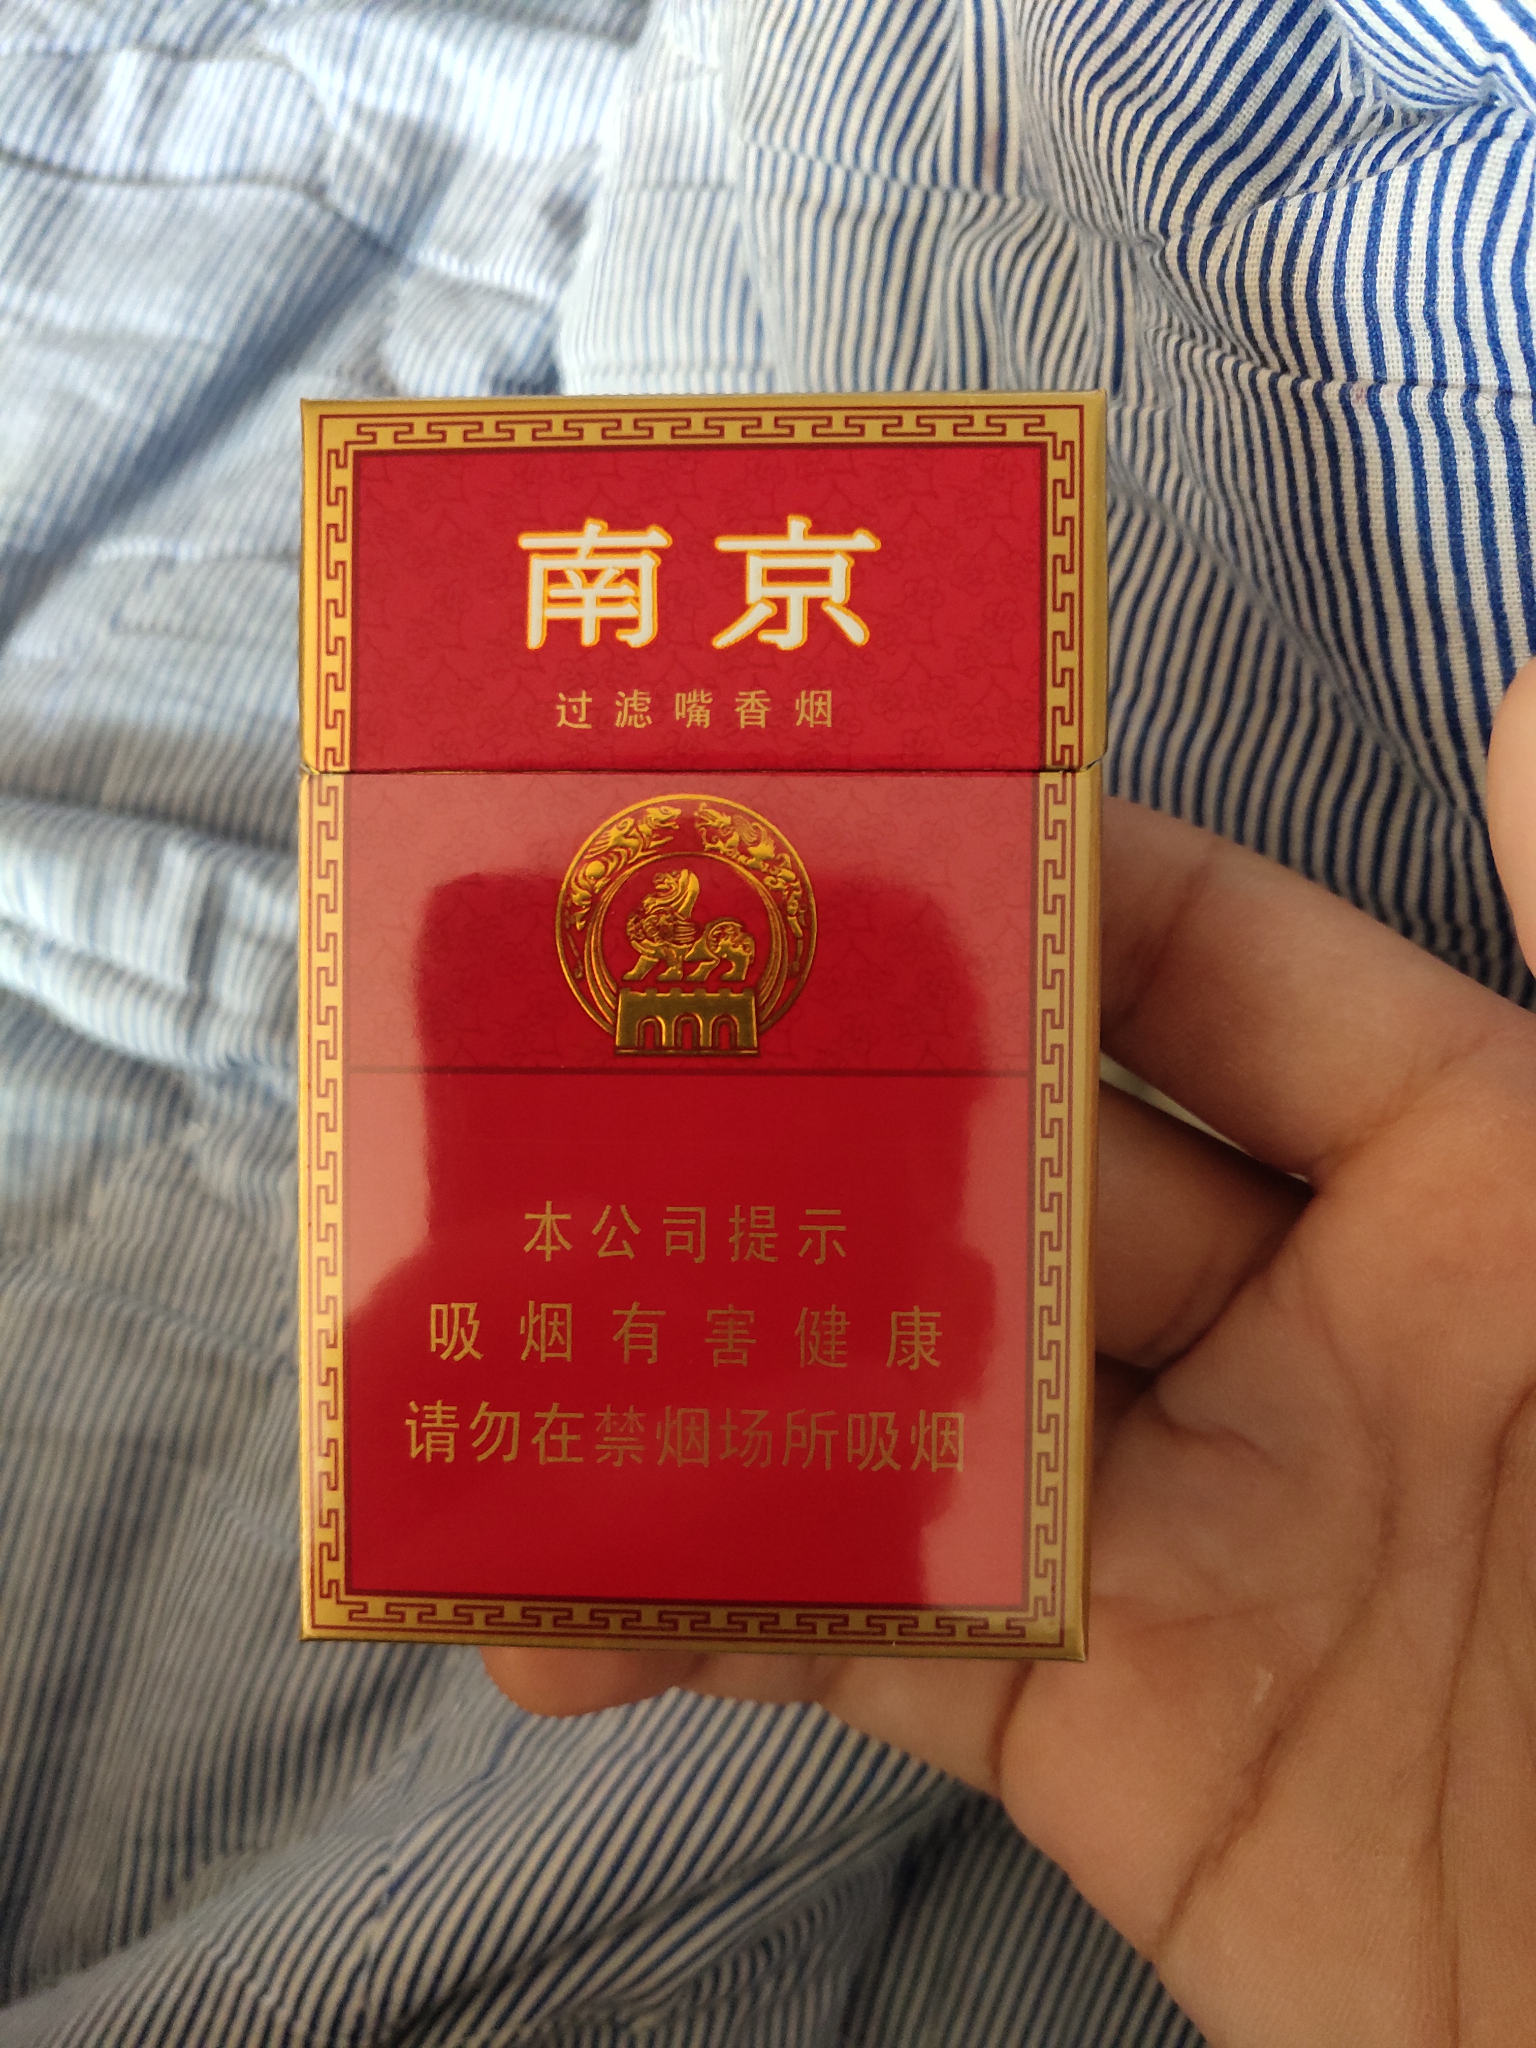 南京
过滤嘴香烟
本公司提示
吸烟有害健康
请勿在禁烟场所吸烟